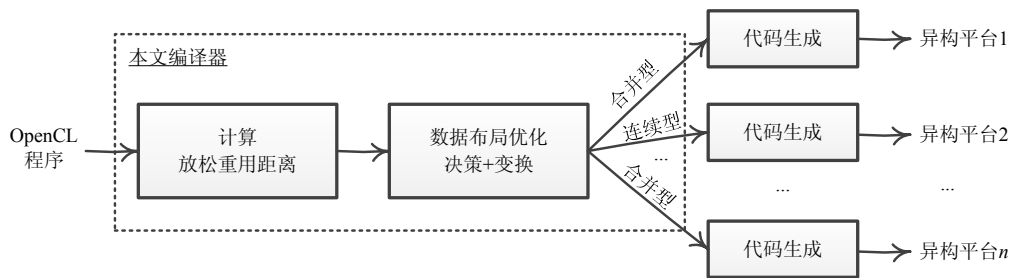 代码生成
异构平台1
本文编译器
合并型
OpenCL
程序
计算
放松重用距离
数据布局优化
决策+变换
连续型
...
代码生成
异构平台2
...
...
合并型
代码生成
异构平台n